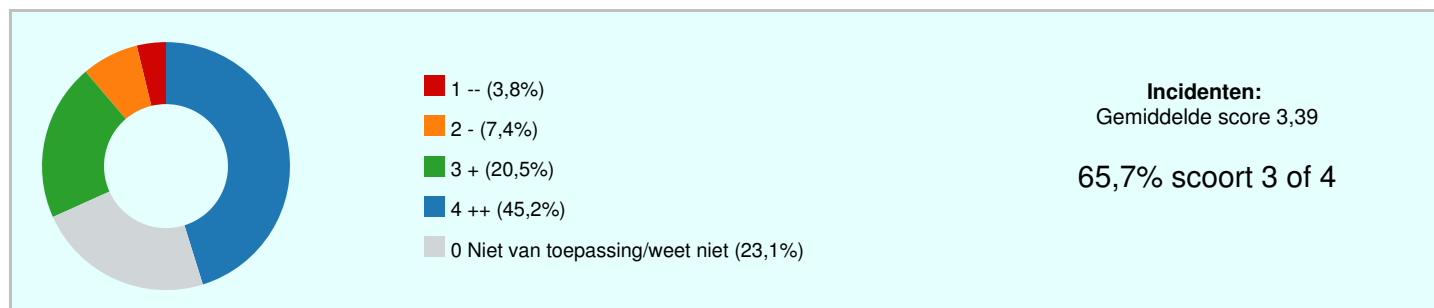 1 -- (3,8%)
2 - (7,4%)
3 + (20,5%)
4 ++ (45,2%)
0 Niet van toepassing/weet niet (23,1%)
Incidenten:
Gemiddelde score 3,39
65,7% scoort 3 of 4